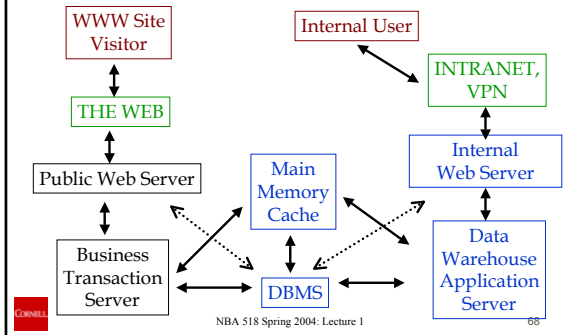 WWW Site
Visitor
Internal User
THE WEB
INTRANET,
VPN
Public Web Server
Main
Memory
Cache
Internal
Web Server
Business
Transaction
Server
DBMS
Data
Warehouse
Application
Server
CORNELL
NBA 518 Spring 2004: Lecture 1
68